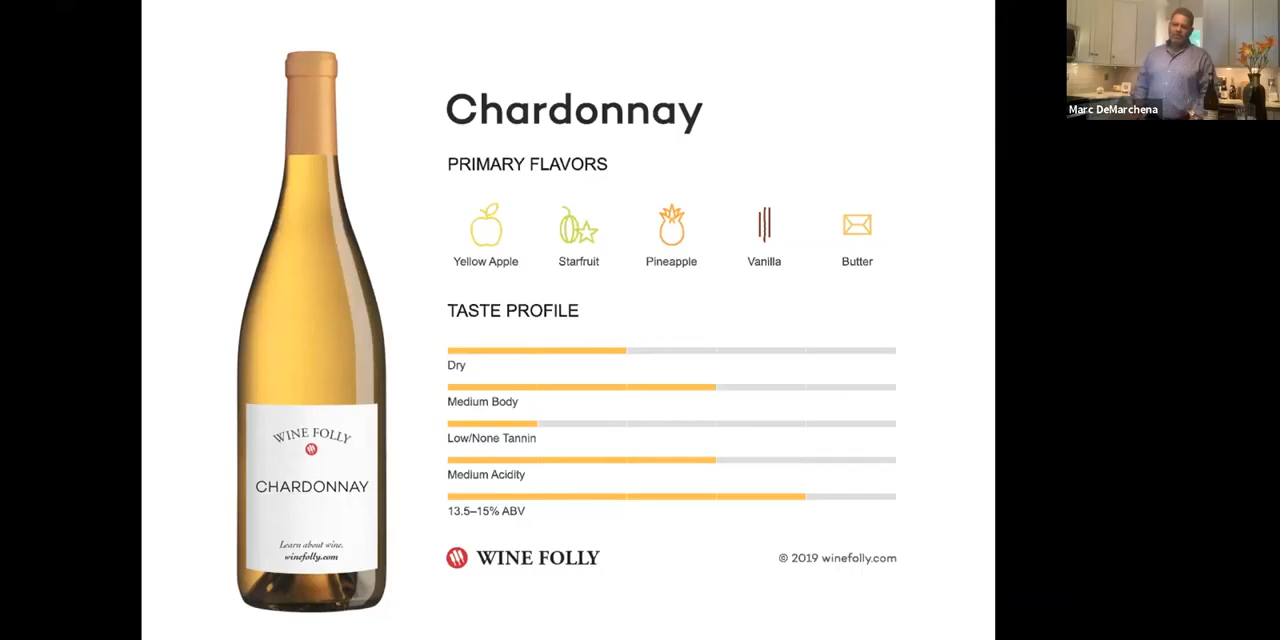 Chardonnay
PRIMARY FLAVORS
Yellow Apple
Starfruit
Pineapple
Vanilla
Butter
TASTE PROFILE
Dry
Medium Body
Low/None Tannin
Medium Acidity
13.5–15% ABV
WINE FOLLY
© 2019 winefolly.com
WINE FOLLY
CHARDONNAY
Learn about wine.
winefolly.com
Marc DeMarchena